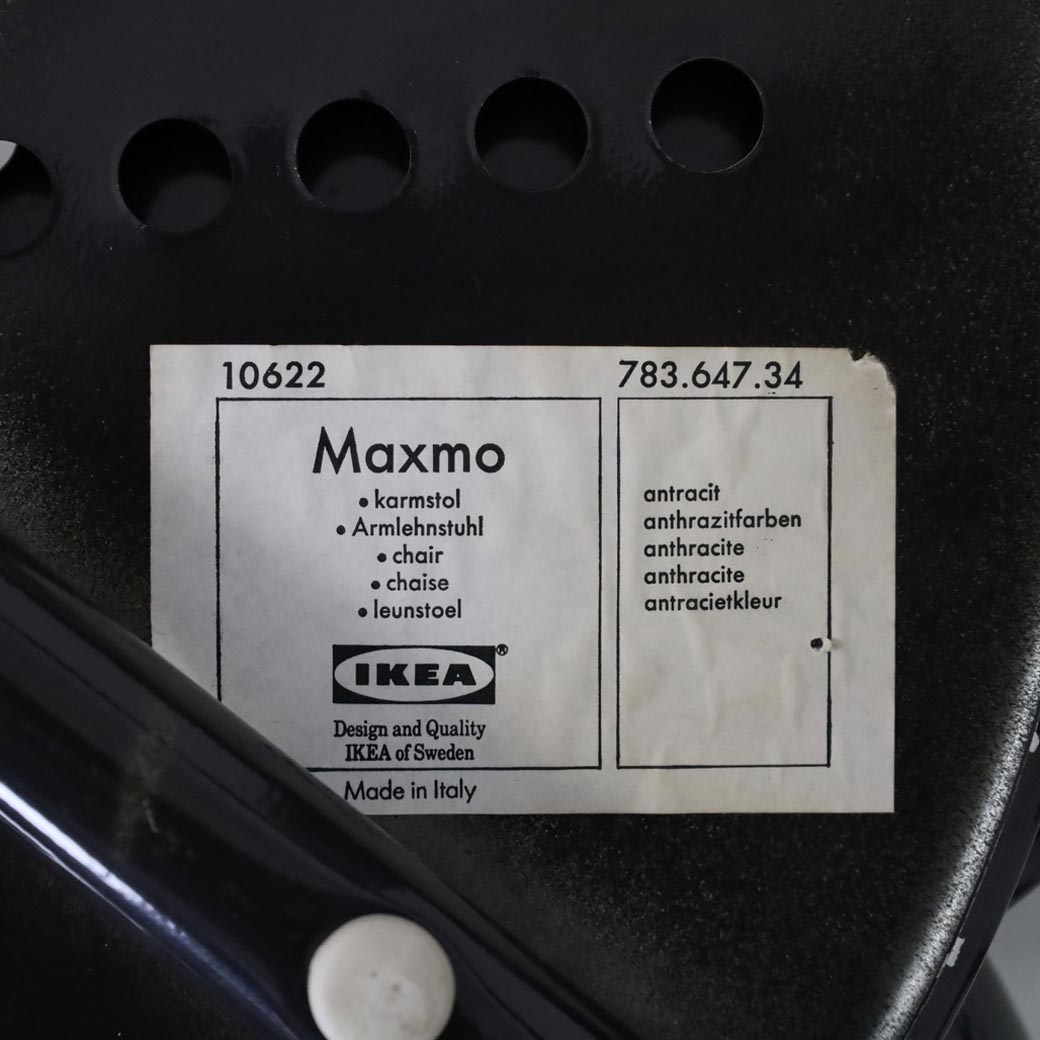 10622 783.647.34
Maxmo
• karmstol
• Armlehnstuhl
• chair
• chaise
• leunstoel
IKEA®
Design and Quality
IKEA of Sweden
Made in Italy
antracit
anthrazitfarben
anthracite
anthracite
antracietkleur